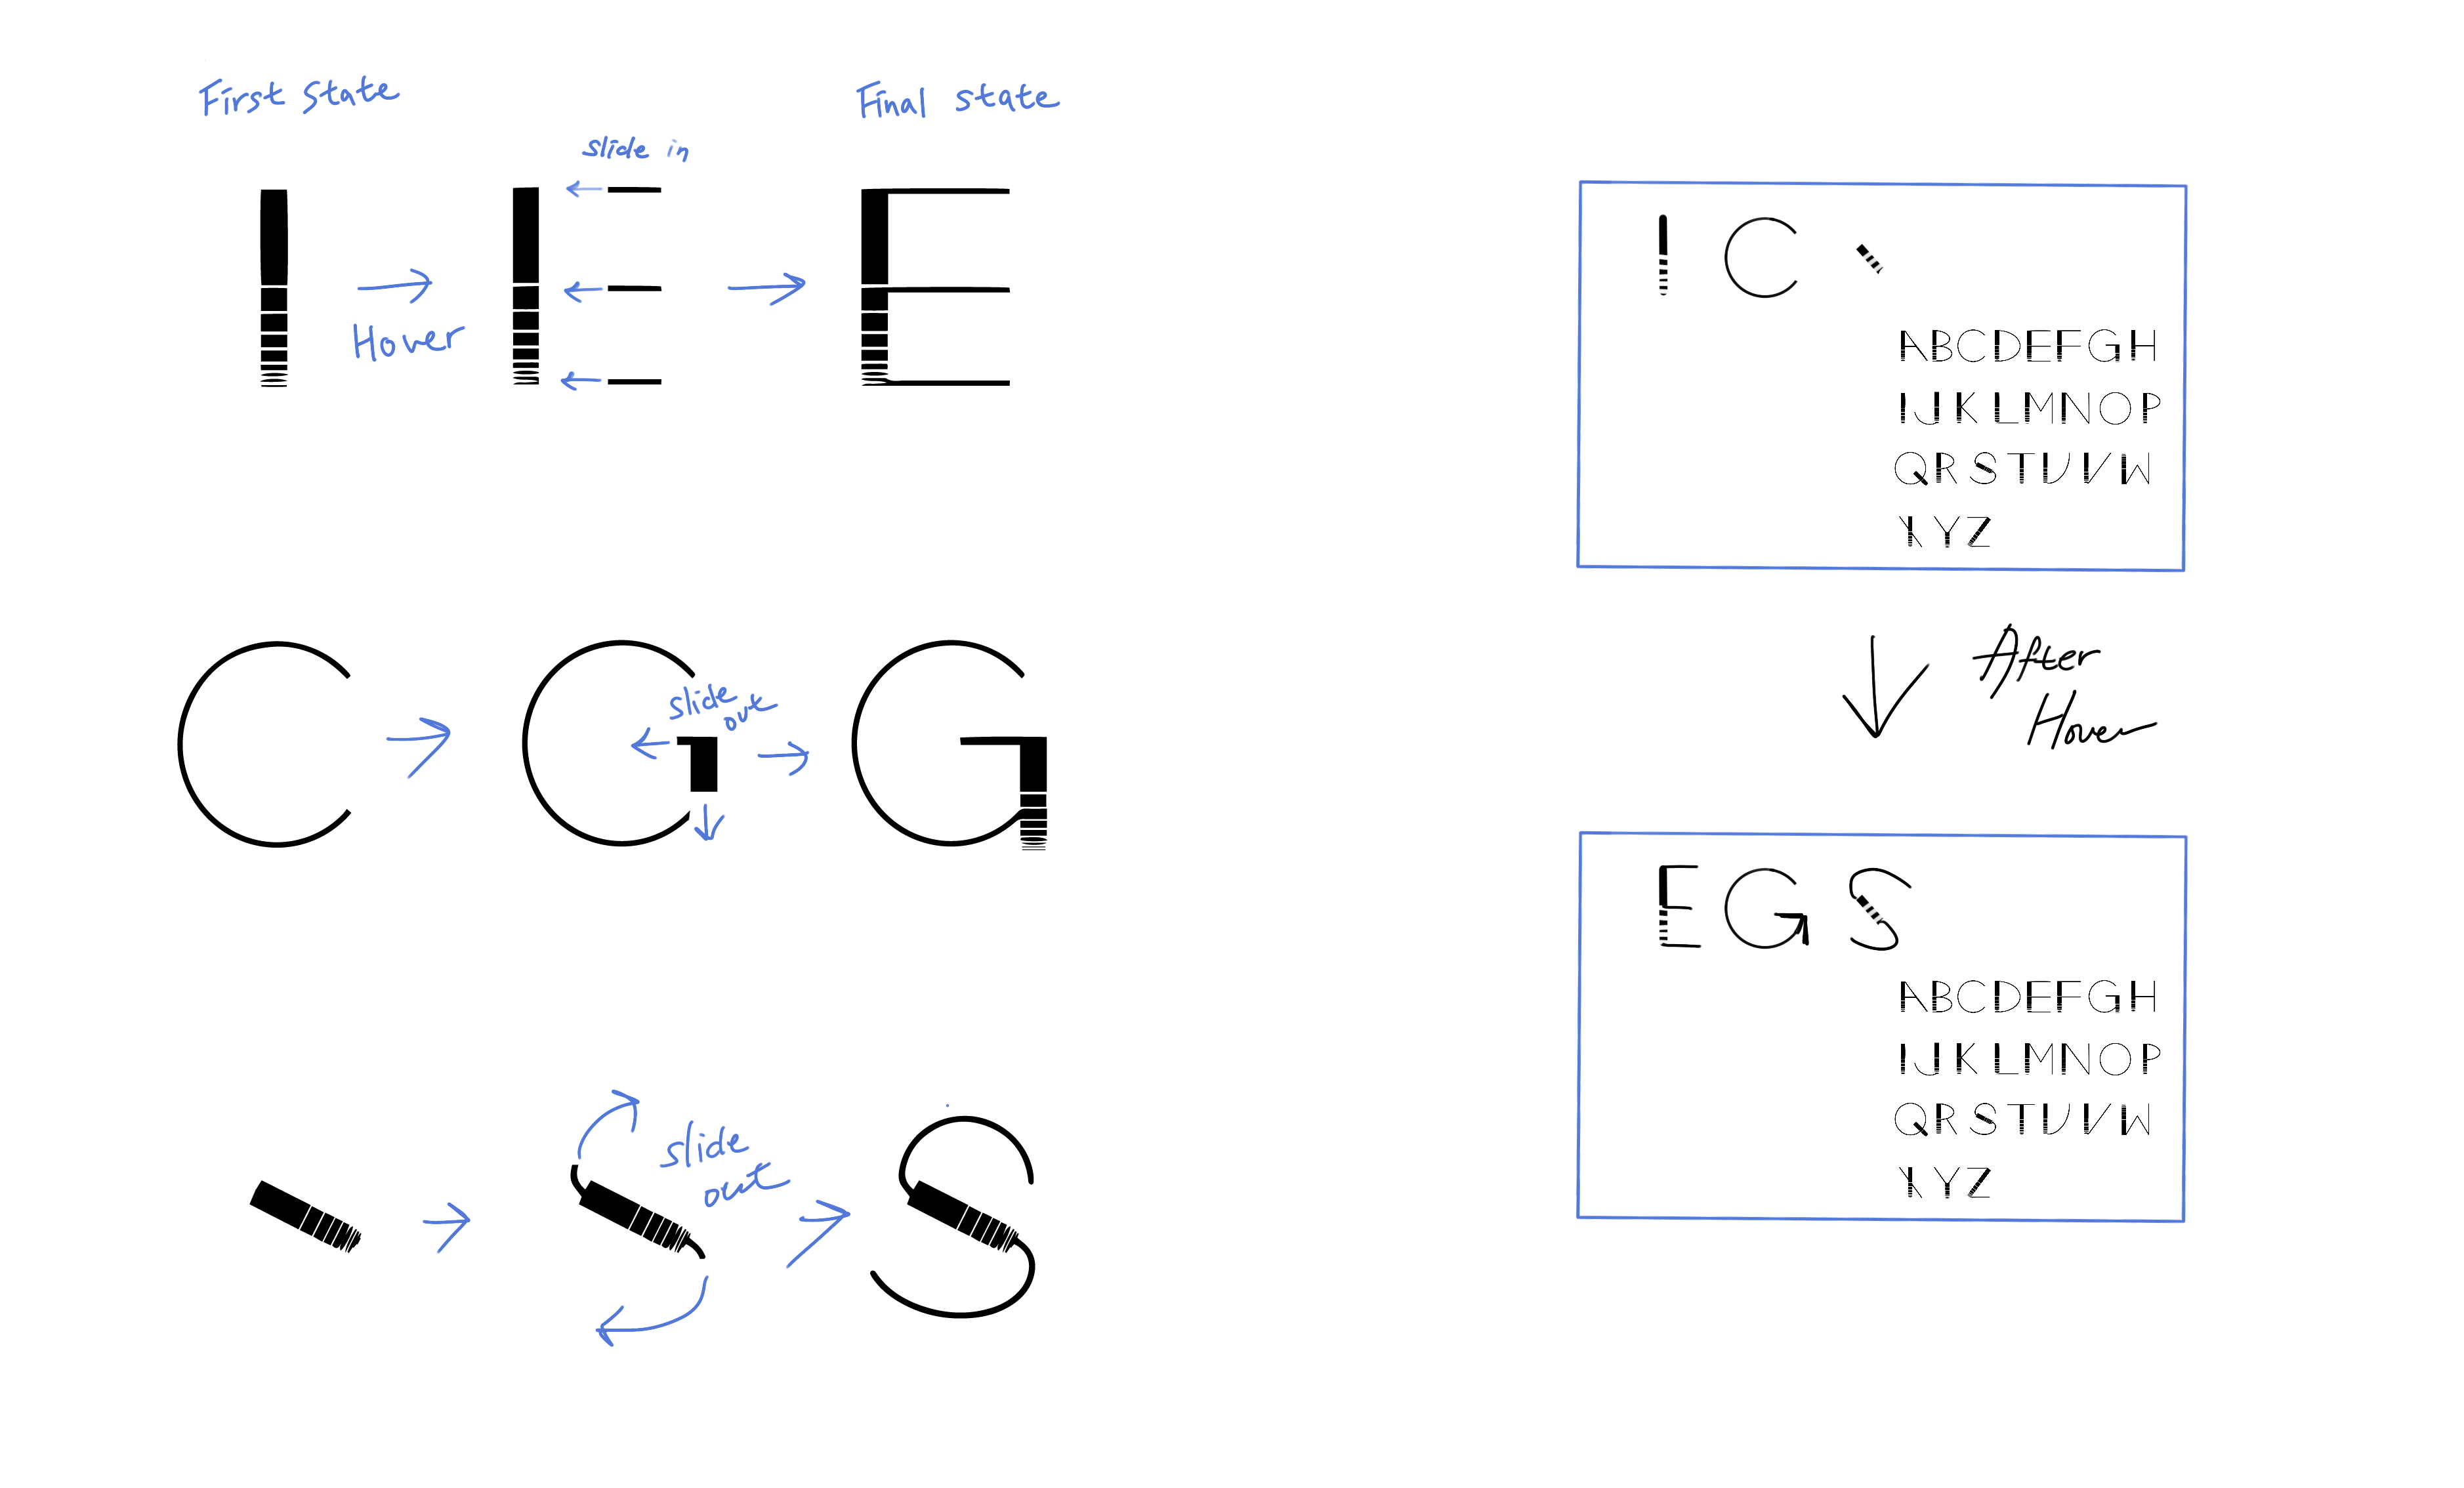 First State
Final state
slide in
I
E
E
Hover
C
G
G
slide
out
S
S
slide
out
I C
ABCDEFGH
IJKLMNOP
QRSTUVW
XYZ
After
Hover
EGS
ABCDEFGH
IJKLMNOP
QRSTUVW
XYZ